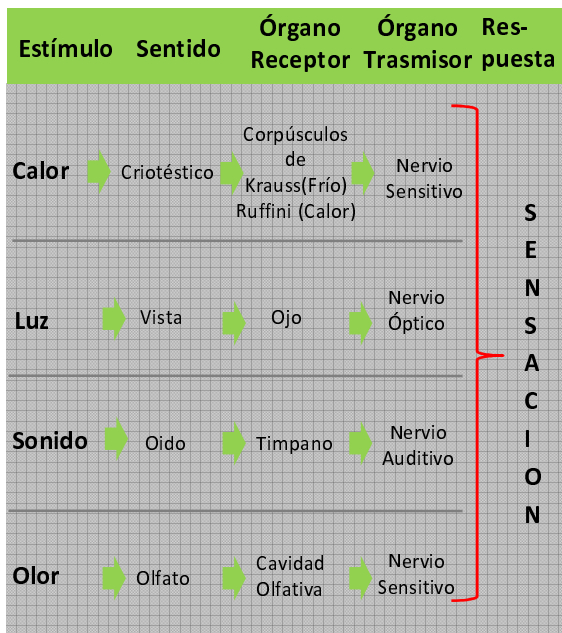 Estímulo Sentido Órgano Receptor Órgano Trasmisor Res-
puesta
Calor Criotéstico Corpúsculos
de
Krauss(Frío)
Ruffini (Calor)
Nervio
Sensitivo
Luz Vista Ojo Nervio
Óptico
Sonido Oido Timpano Nervio
Auditivo
Olor Olfato Cavidad
Olfativa
Nervio
Sensitivo
S
E
N
S
A
C
I
O
N